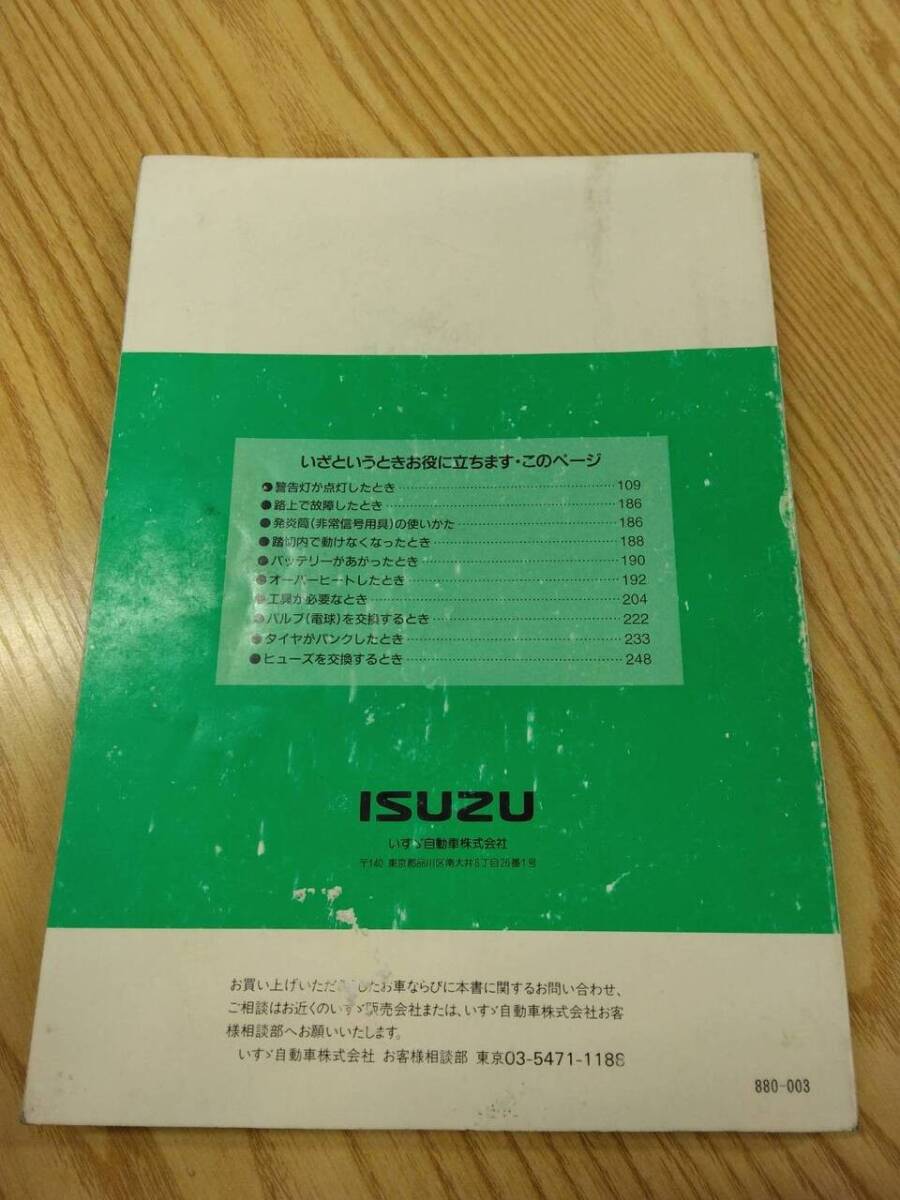 いざというときお役に立ちます・このページ
●警告灯が点灯したとき……109
●路上で故障したとき……186
●発炎筒(非常信号用具)の使いかた……186
●踏切内で動けなくなったとき……188
●バッテリーがあがったとき……190
●オーバーヒートしたとき……192
●工具が必要なとき……204
●バルブ(電球)を交換するとき……222
●タイヤがパンクしたとき……233
●ヒューズを交換するとき……248
ISUZU
いすゞ自動車株式会社
〒140 東京都品川区南大井6丁目26番1号
お買い上げいただ したお車ならびに本書に関するお問い合わせ、
ご相談はお近くのいすゞ販売会社または、いすゞ自動車株式会社お客
様相談部へお願いいたします。
いすゞ自動車株式会社 お客様相談部 東京03-5471-1188
880-003